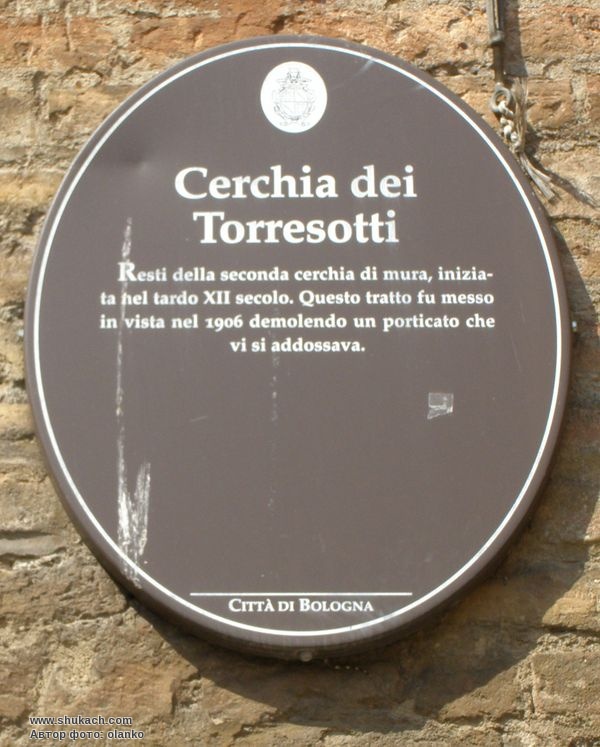 Cerchia dei
Torresotti
Resti della seconda cerchia di mura, inizia-
ta nel tardo XII secolo. Questo tratto fu messo
in vista nel 1906 demolendo un porticato che
vi si addossava.
CITTÀ DI BOLOGNA
www.shukach.com
Автор фото: olanko